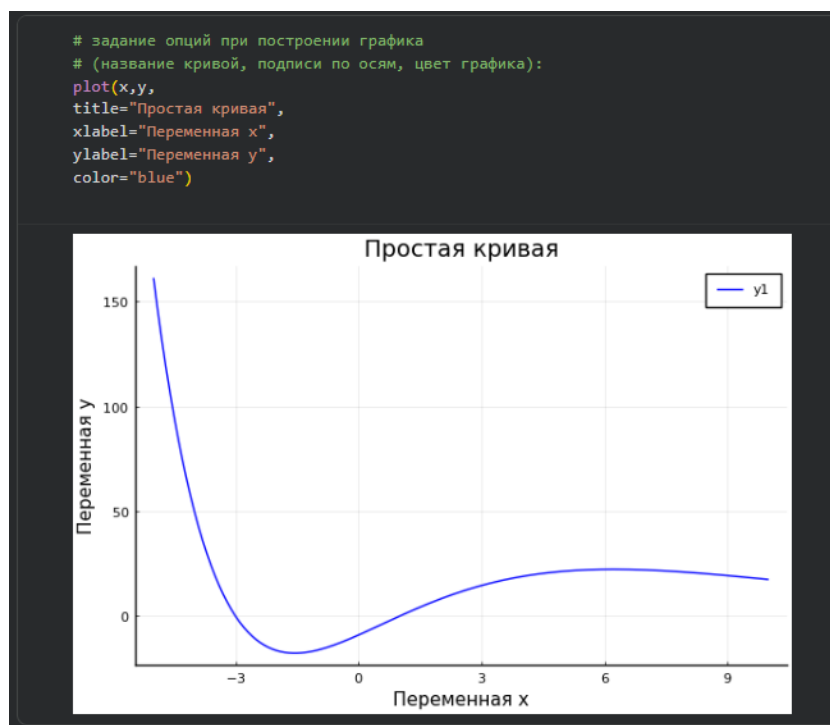 # задание опций при построении графика
# (название кривой, подписи по осям, цвет графика):
plot(x,y,
title="Простая кривая",
xlabel="Переменная x",
ylabel="Переменная y",
color="blue")
Простая кривая
y1
150
100
50
0
Переменная y
−3 0 3 6 9
Переменная x